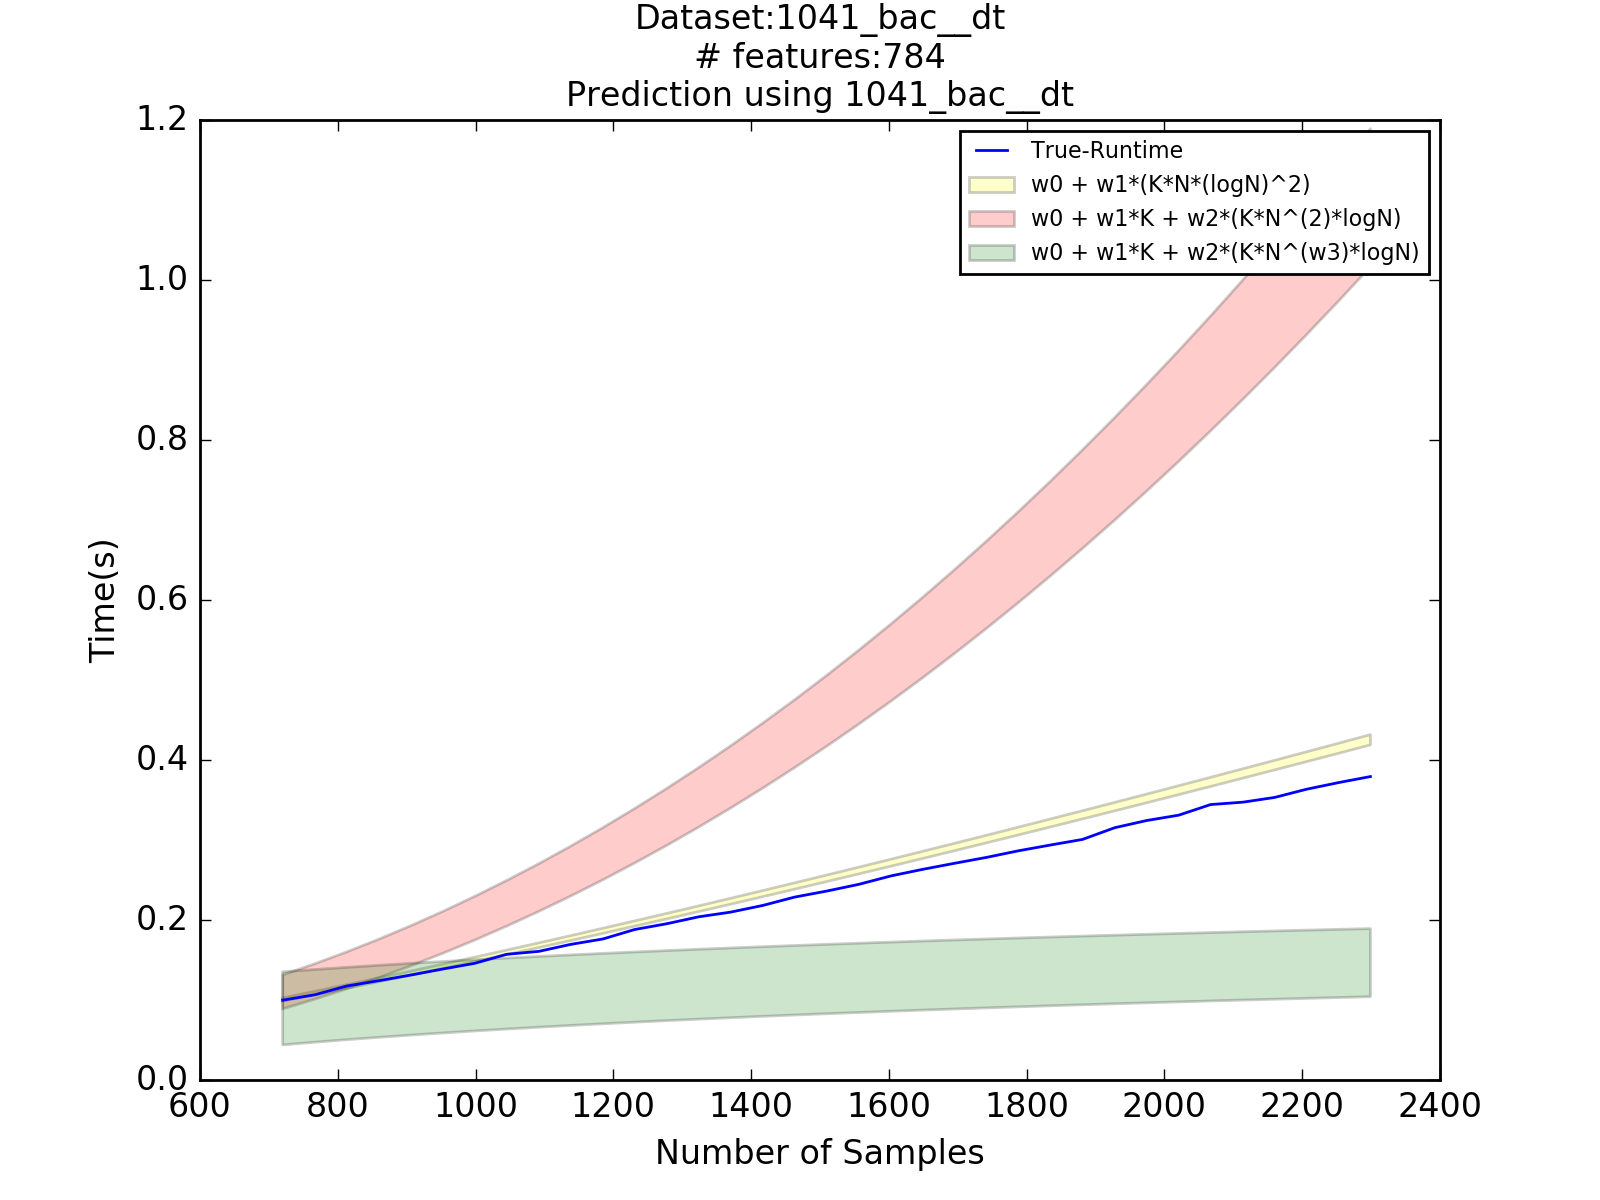 Dataset:1041_bac__dt
# features:784
Prediction using 1041_bac__dt
1.2
1.0
0.8
0.6
0.4
0.2
0.0
Time(s)
True-Runtime
w0 + w1*(K*N*(logN)^2)
w0 + w1*K + w2*(K*N^(2)*logN)
w0 + w1*K + w2*(K*N^(w3)*logN)
600 800 1000 1200 1400 1600 1800 2000 2200 2400
Number of Samples